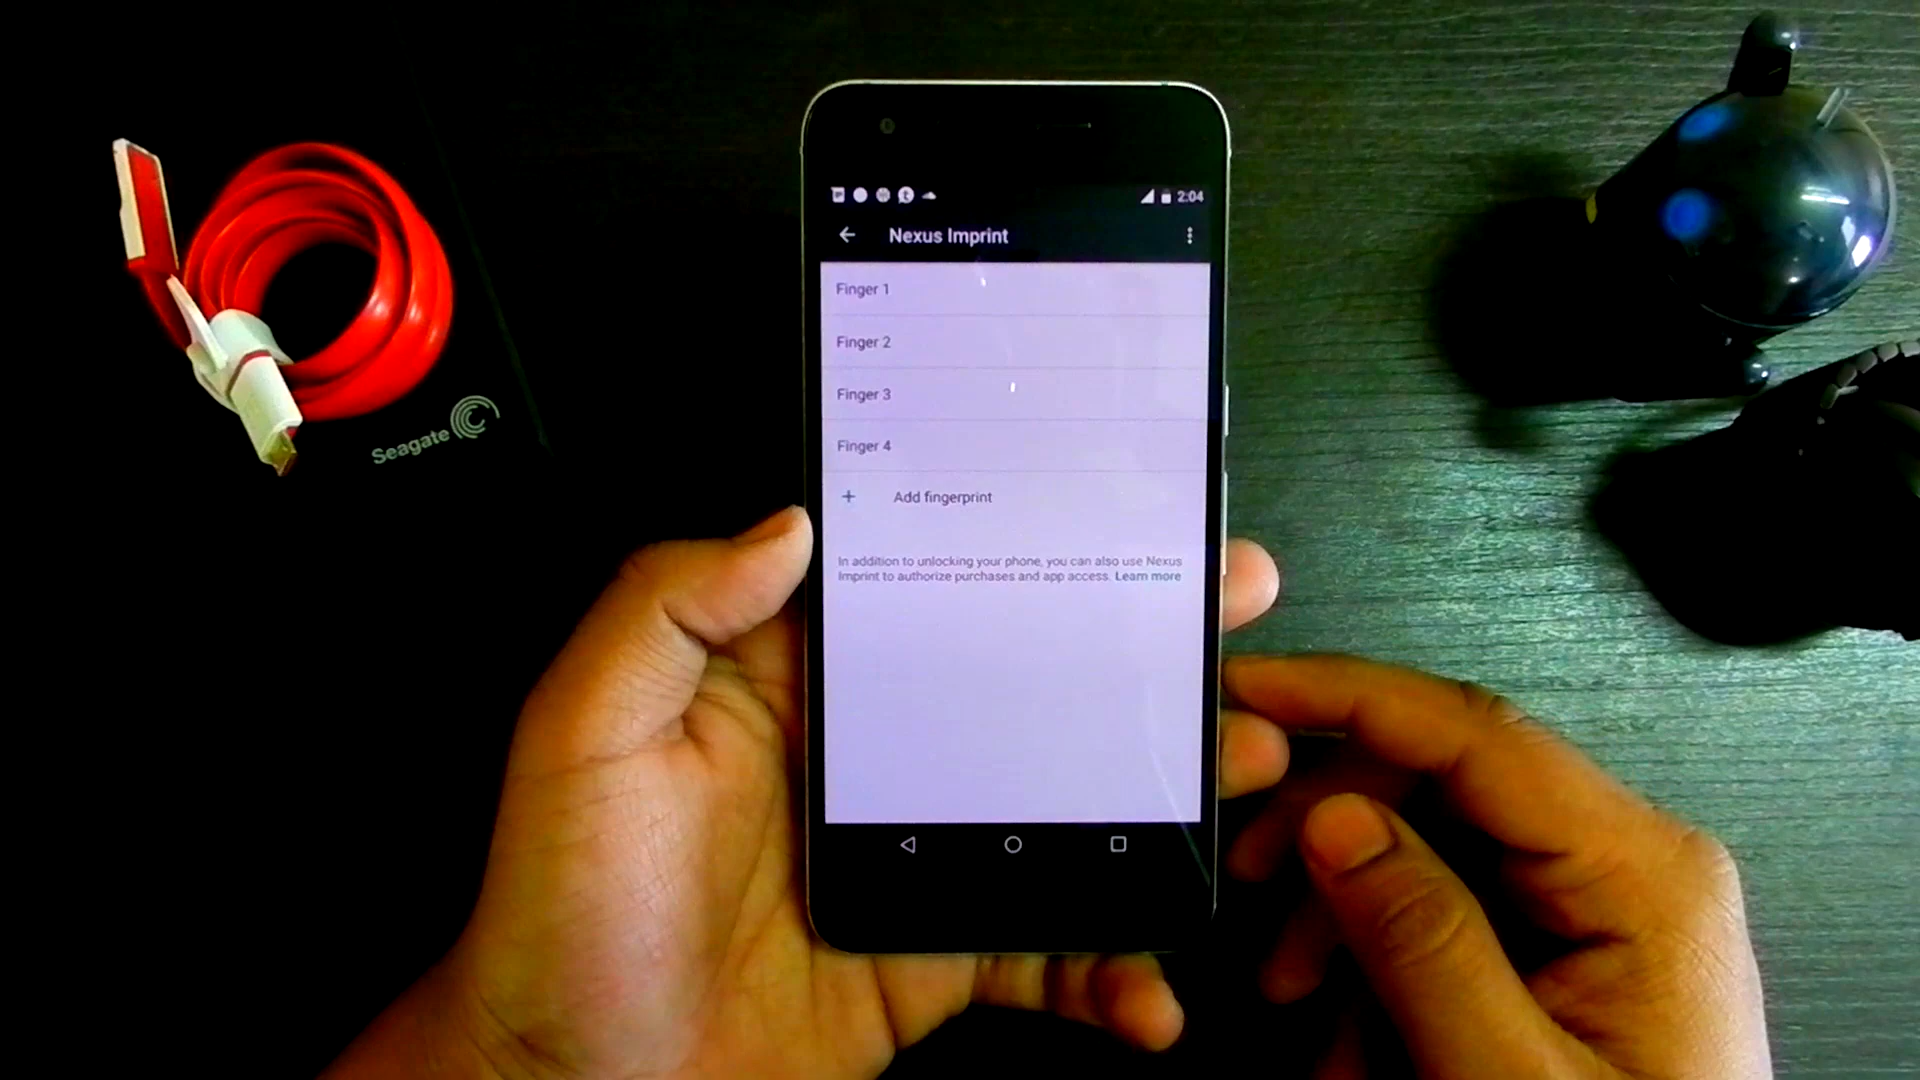 2:04
Nexus Imprint
Finger 1
Finger 2
Finger 3
Finger 4
+ Add fingerprint
In addition to unlocking your phone, you can also use Nexus
Imprint to authorize purchases and app access. Learn more
Seagate